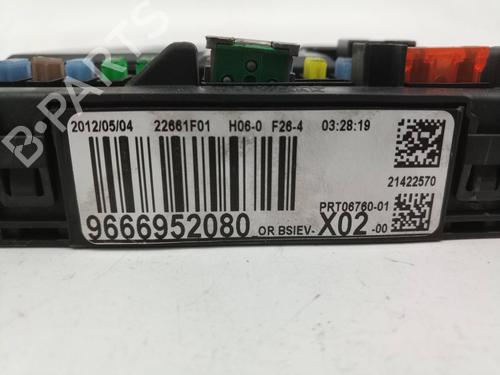 2012/05/04 22661F01 H06-0 F26-4 03:28:19
21422570
PRT06760-01
9666952080 OR BSIEV- X02 -00
B-PARTS